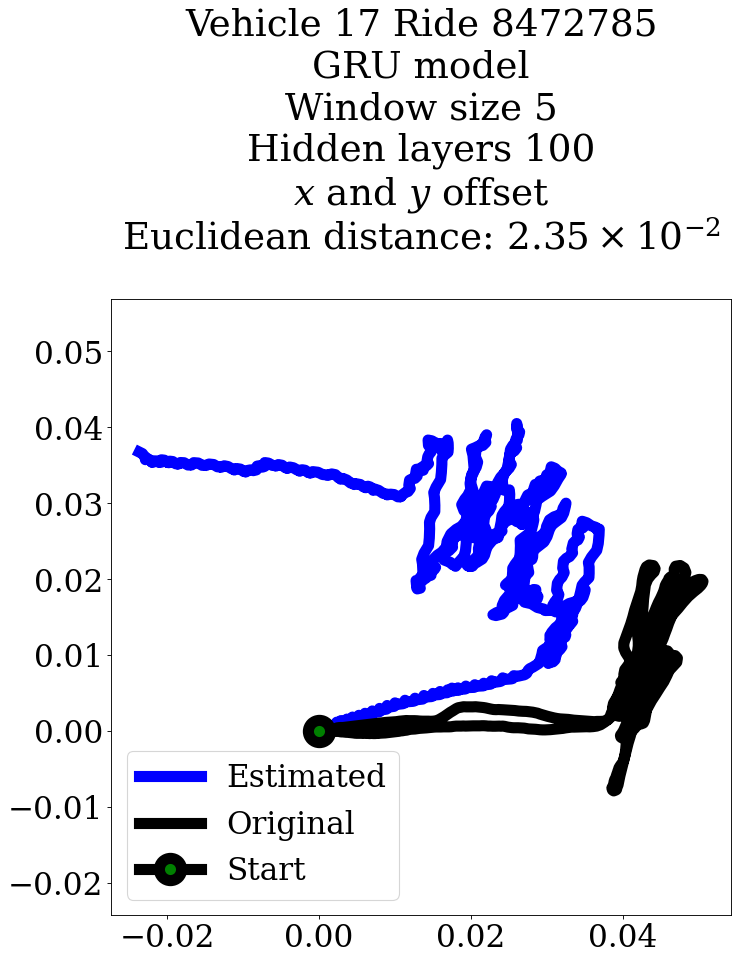 Vehicle 17 Ride 8472785
GRU model
Window size 5
Hidden layers 100
x and y offset
Euclidean distance: 2.35 × 10⁻²
0.05
0.04
0.03
0.02
0.01
0.00
−0.01
−0.02
Estimated
Original
Start
−0.02 0.00 0.02 0.04